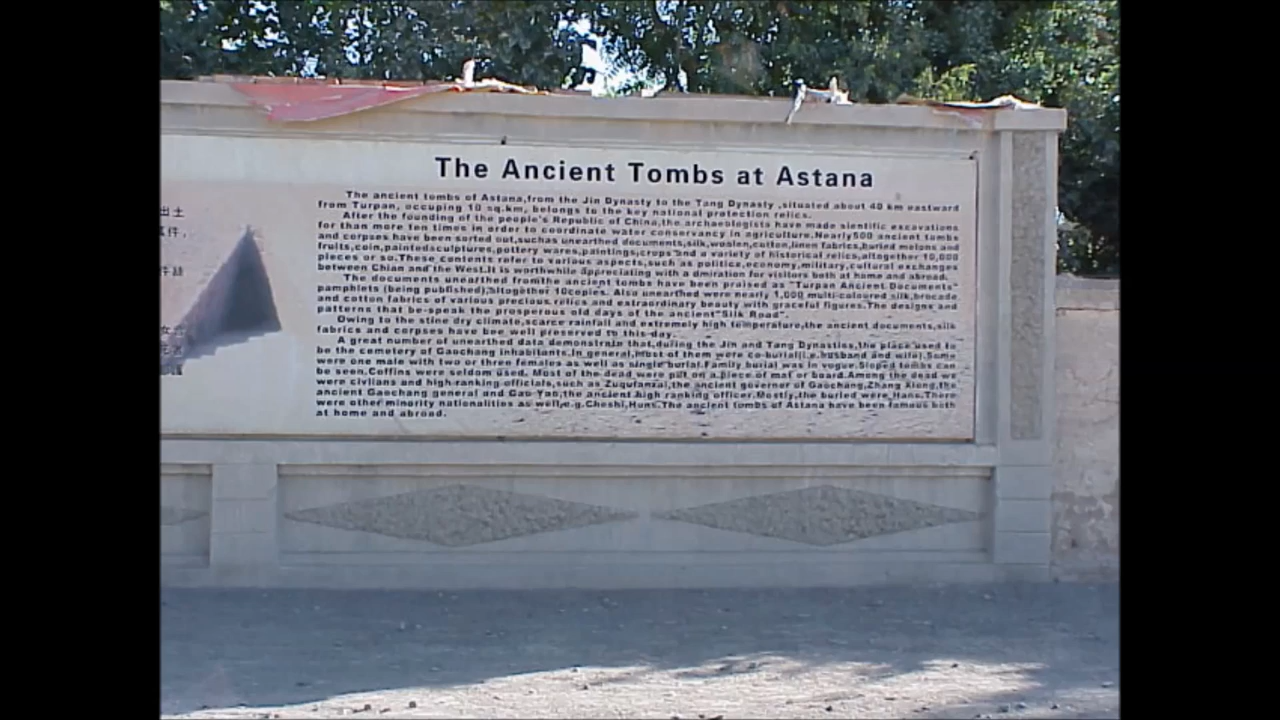 The Ancient Tombs at Astana
The ancient tombs of Astana,from the Jin Dynasty to the Tang Dynasty ,situated about 40 km eastward
from Turpan, occuping 10 sq.km, belongs to the key national protection relics.
After the founding of the people's Republic of China,the archaeologists have made sientific excavations
for than more ten times in order to coordinate water conservancy in agriculture.Nearly500 ancient tombs
and corpses have been sorted out,suchas unearthed documents,silk,woolen,cotton,linen fabrics,buried melons and
fruits,coin,paintedsculptures,pottery wares,paintings,crops and a variety of historical relics,altogether 10,000
pieces or so.These contents refer to various aspects,such as politics,economy,military,cultural exchanges
between Chian and the West.It is worthwhile appreciating with a dmiration for visitors both at home and abroad.
The documents unearthed fromthe ancient tombs have been praised as "Turpan Ancient Documents"
pamphlets (being published),altogether 10copies. Also unearthed were nearly 1,000 multi-coloured silk,brocade
and cotton fabrics of various precious relics and extraordinary beauty with graceful figures.The designs and
patterns that be-speak the prosperous old days of the ancient"Silk Road".
Owing to the stine dry climate,scarce rainfall and extremely high temperature,the ancient documents,silk
fabrics and corpses have bee well preserved to this-day.
A great number of unearthed data demonstrate that,during the Jin and Tang Dynasties,the place used to
be the cemetery of Gaochang inhabitants.In general,most of them were co-burial(i.e.husband and wife).Some
were one male with two or three females as well as single burial.Family burial was in vogue.Sloped tombs can
be seen.Coffins were seldom used. Most of the dead were put on a piece of mat or board.Among the dead we
were civlians and high-ranking officials,such as Zuqufanzai,the ancient governor of Gaochang,Zhang Xiong,the
ancient Gaochang general and Gao Yao,the ancient high ranking officer.Mostly,the buried were Hans.There
were other minority nationalities as well,e.g.Cheshi,Huns.The ancient tombs of Astana have been famous both
at home and abroad.
出土